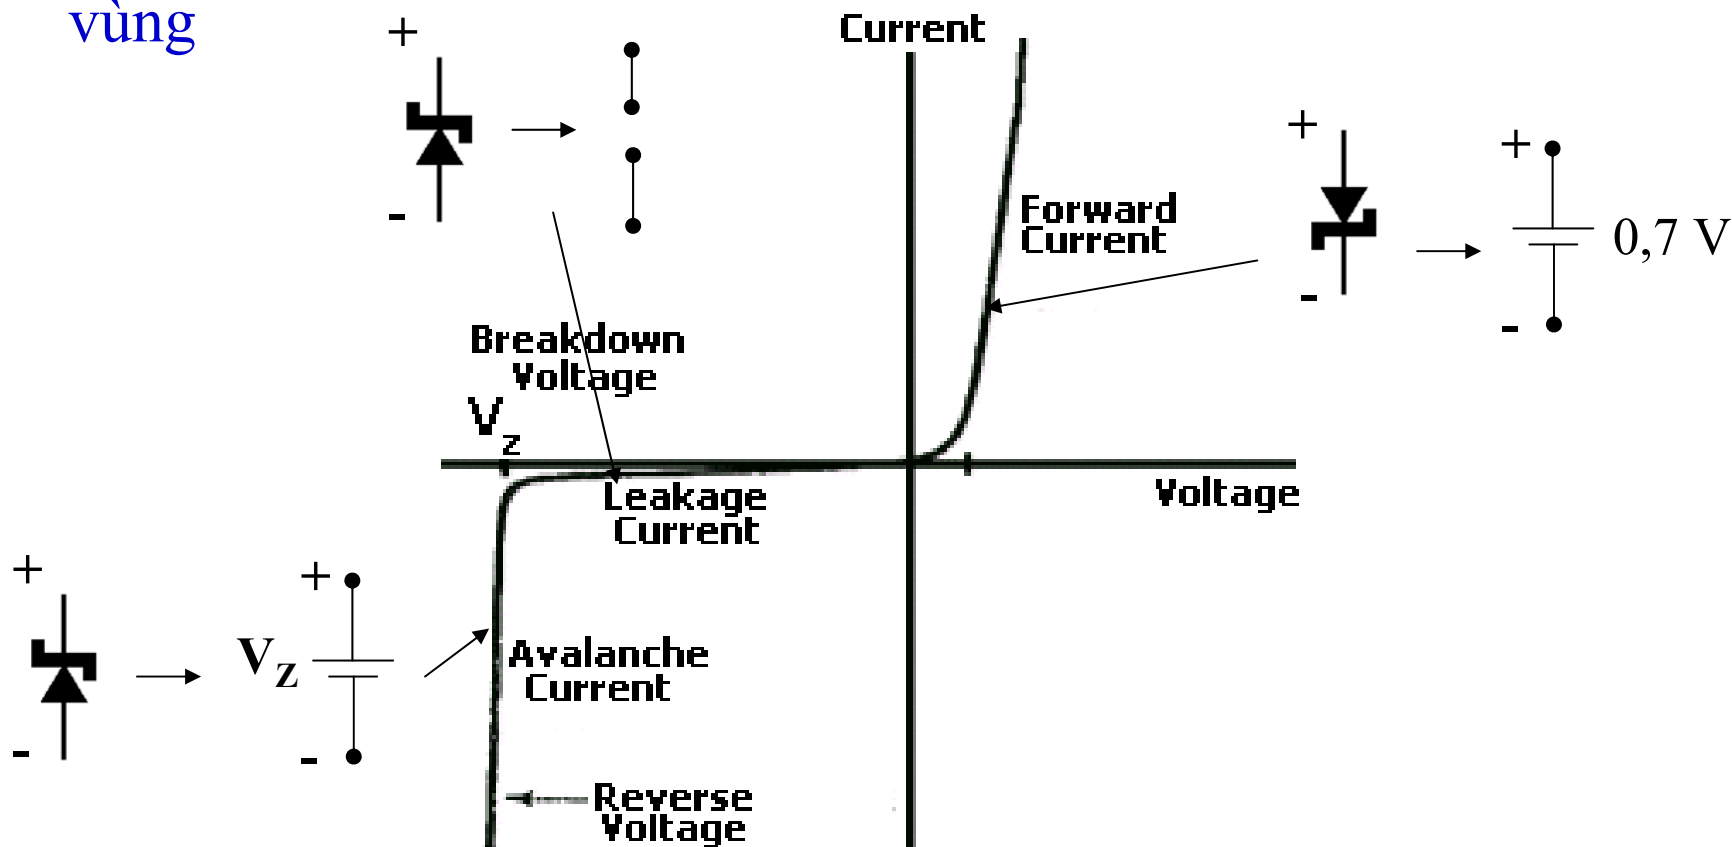 vùng
+
-
Current
Forward
Current
+
-
+
-
0,7 V
Breakdown
Voltage
Vz
Leakage
Current
Voltage
+
-
VZ
+
-
Avalanche
Current
Reverse
Voltage